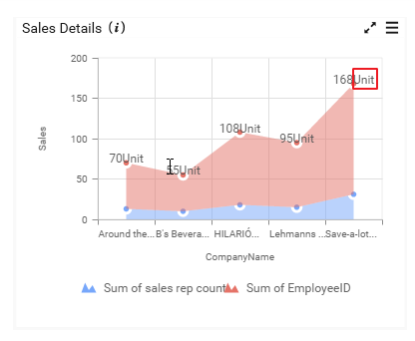 Sales Details (i)
200
168Unit
150
Sales
108Unit
100
95Unit
70Unit
55Unit
50
0
Around the... B's Bevera... HILARIÓ... Lehmanns ... Save-a-lot...
CompanyName
Sum of sales rep count Sum of EmployeeID